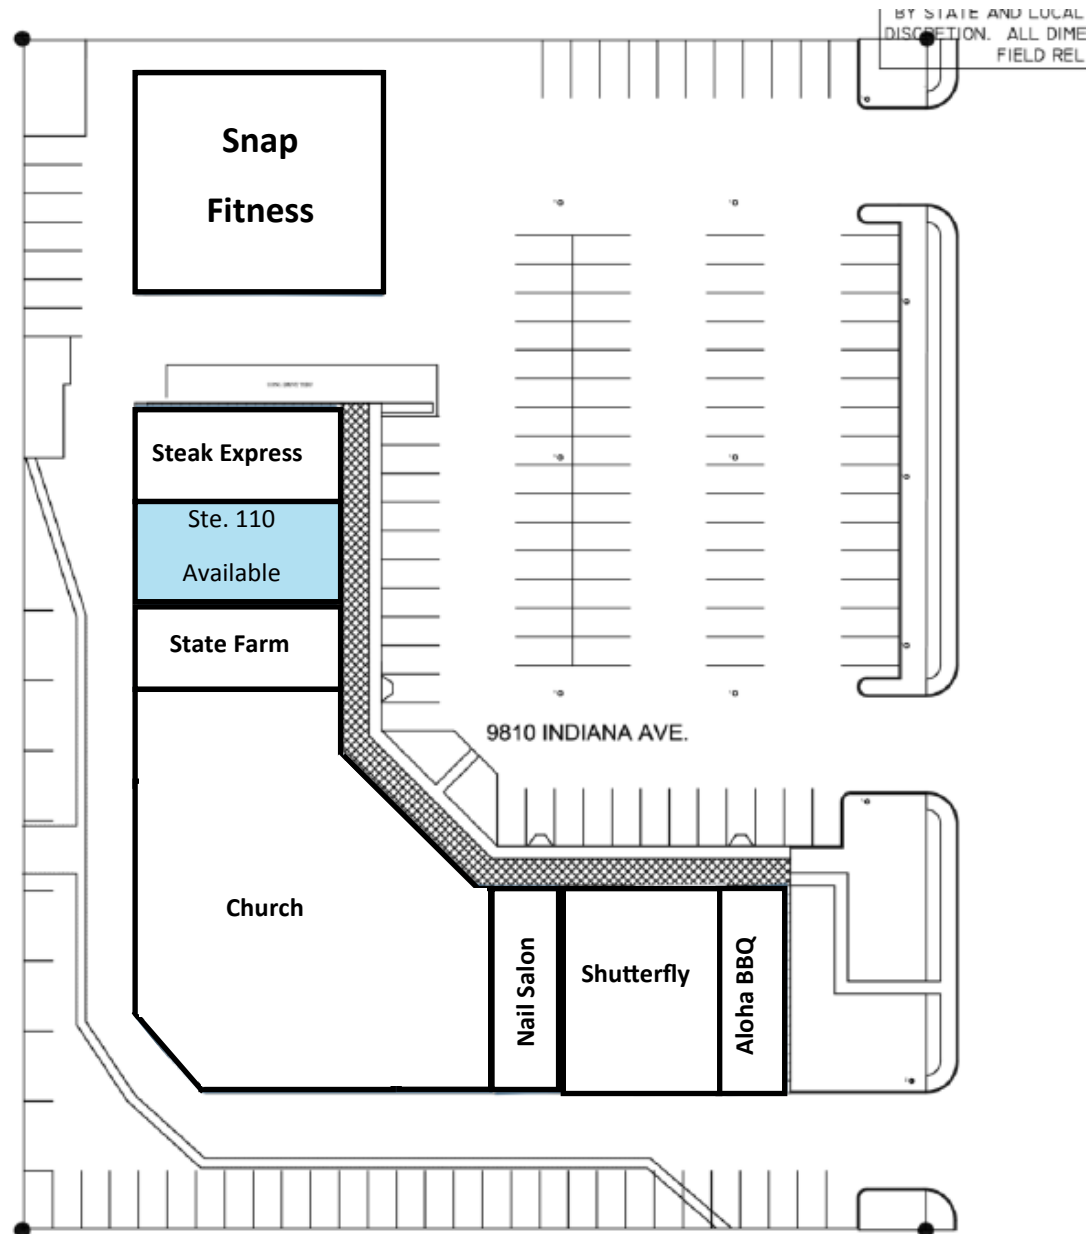 BY STATE AND LOCAL
DISCRETION. ALL DIME
FIELD REL
Snap
Fitness
Steak Express
Ste. 110
Available
State Farm
9810 INDIANA AVE.
Church
Nail Salon
Shutterfly
Aloha BBQ